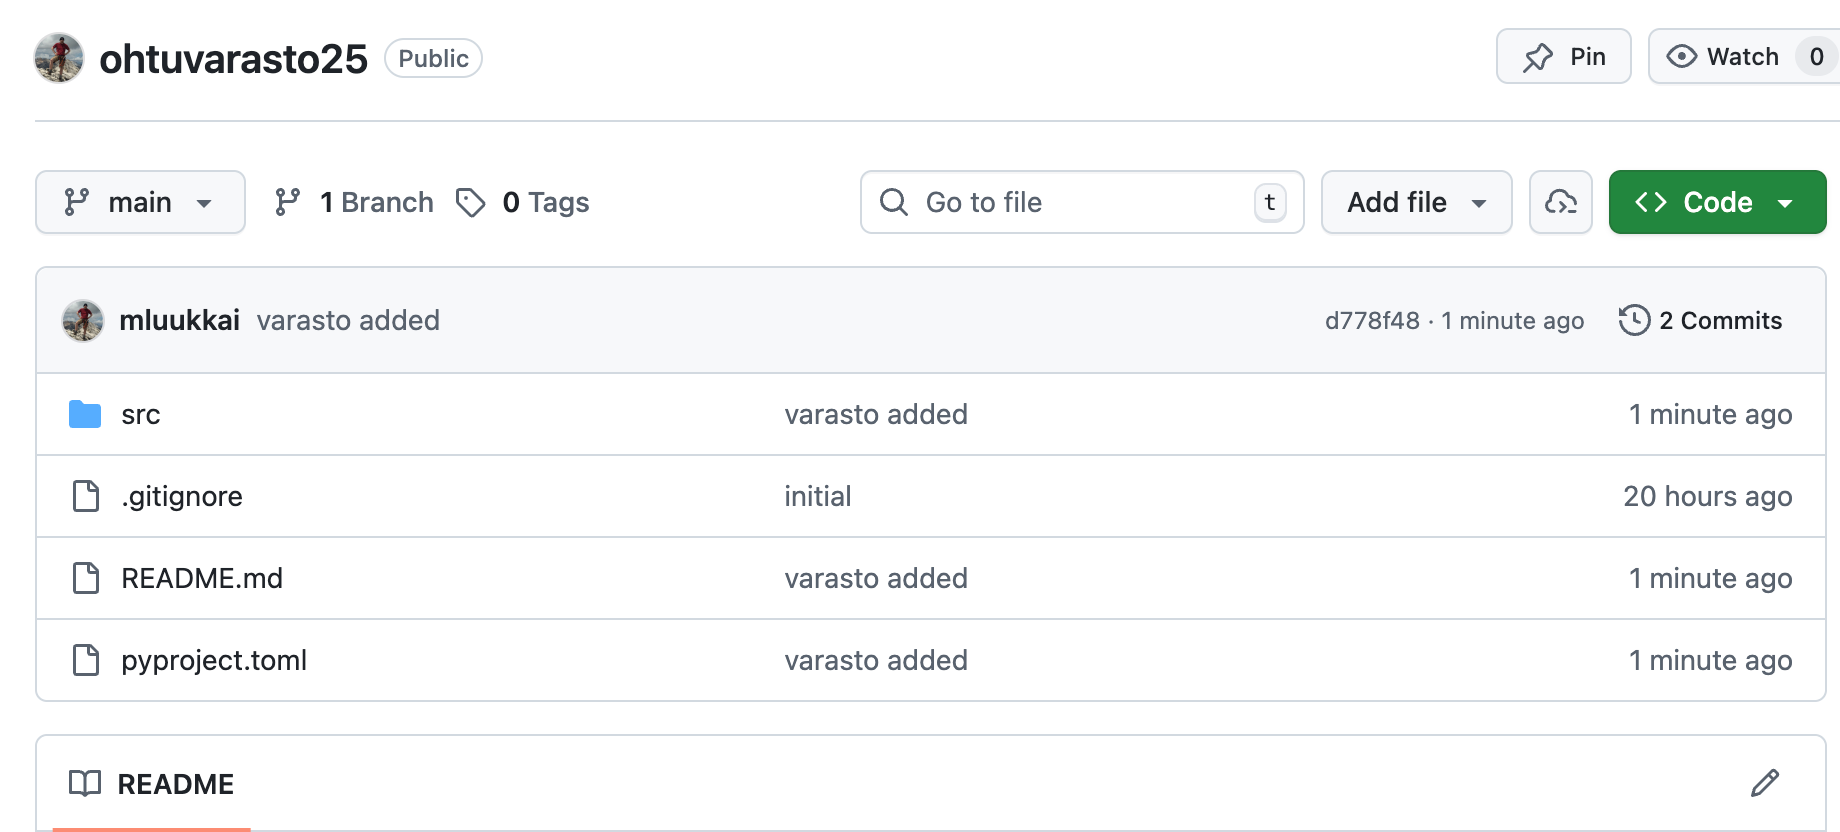 ohtuvarasto25 Public Pin Watch 0
main 1 Branch 0 Tags Go to file t Add file Code
mluukkai varasto added d778f48 · 1 minute ago 2 Commits
src varasto added 1 minute ago
.gitignore initial 20 hours ago
README.md varasto added 1 minute ago
pyproject.toml varasto added 1 minute ago
README